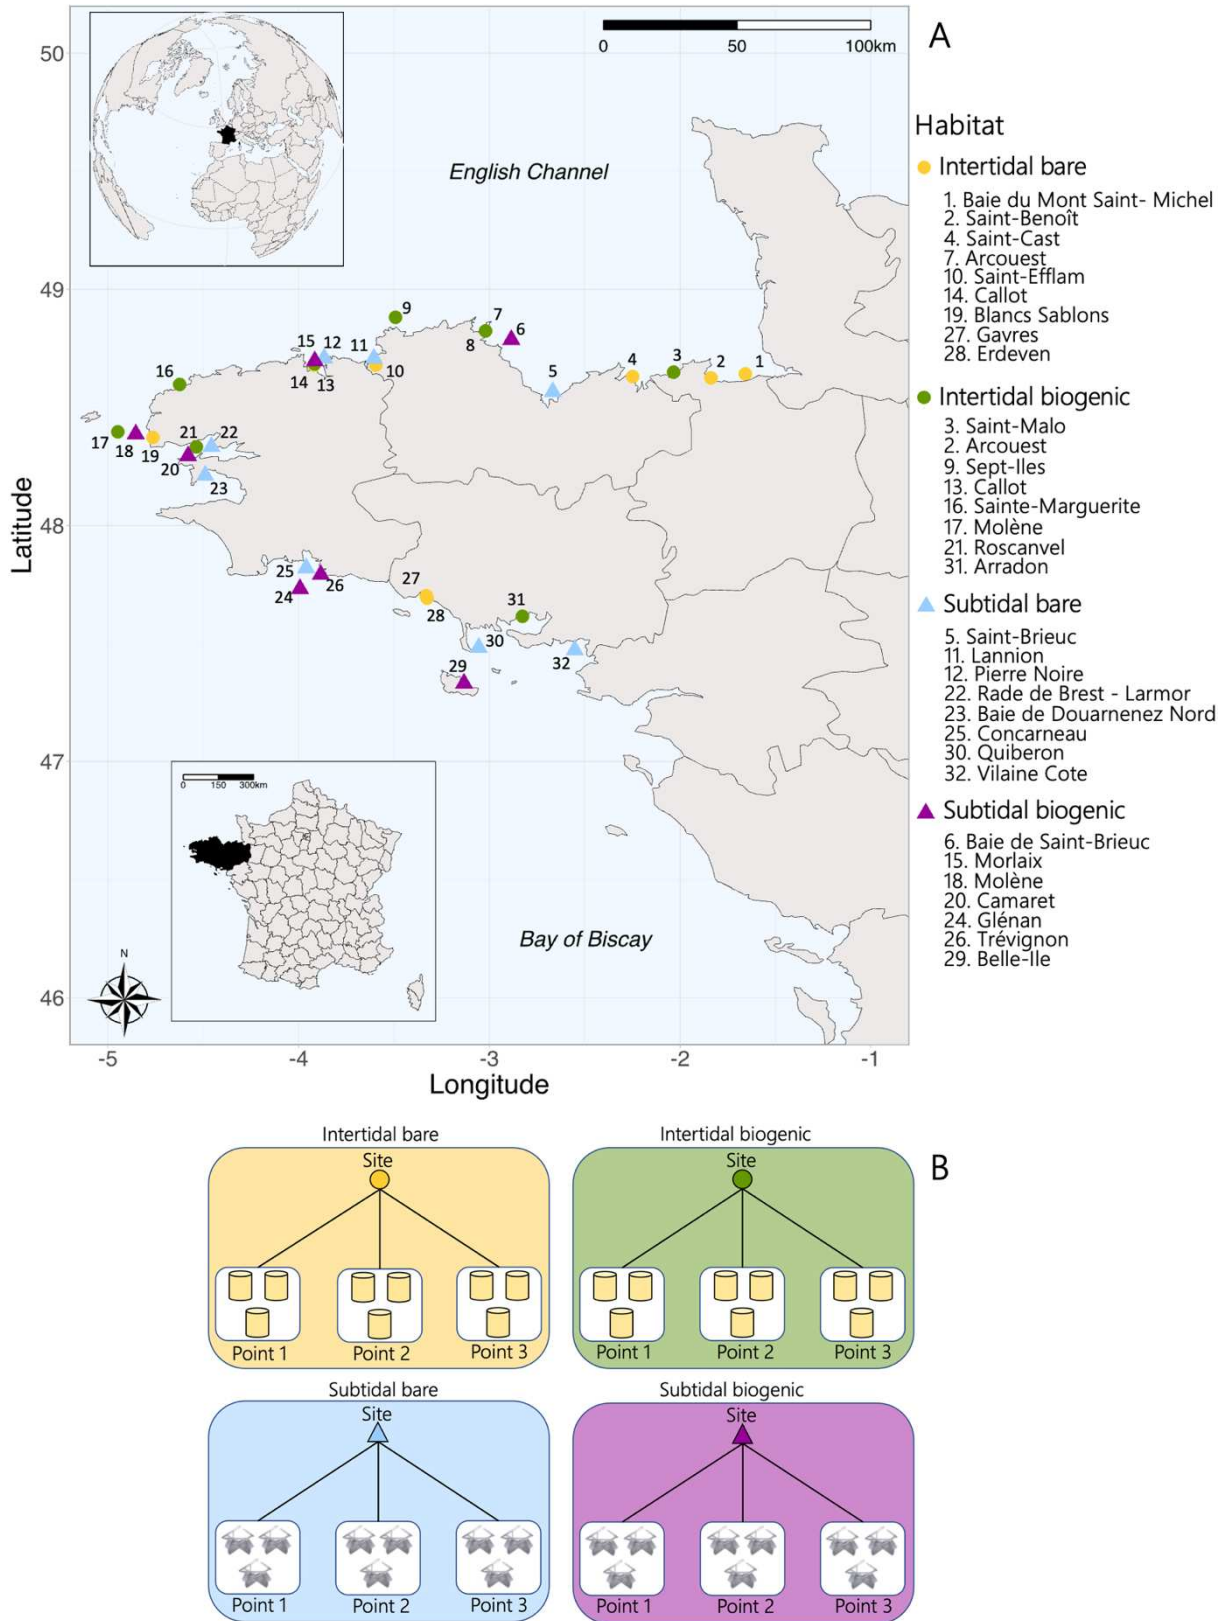 A
0
50
100km
50
49
48
47
46
Latitude
-5
-4
-3
-2
-1
Longitude
English Channel
Bay of Biscay
N
0
150
300km
9
7
8
6
15
12
11
10
14
13
16
5
4
3
2
1
17
18
19
21
22
20
23
25
24
26
27
28
31
30
29
32
Habitat
Intertidal bare
1. Baie du Mont Saint- Michel
2. Saint-Benoît
4. Saint-Cast
7. Arcouest
10. Saint-Efflam
14. Callot
19. Blancs Sablons
27. Gavres
28. Erdeven
Intertidal biogenic
3. Saint-Malo
2. Arcouest
9. Sept-Iles
13. Callot
16. Sainte-Marguerite
17. Molène
21. Roscanvel
31. Arradon
Subtidal bare
5. Saint-Brieuc
11. Lannion
12. Pierre Noire
22. Rade de Brest - Larmor
23. Baie de Douarnenez Nord
25. Concarneau
30. Quiberon
32. Vilaine Cote
Subtidal biogenic
6. Baie de Saint-Brieuc
15. Morlaix
18. Molène
20. Camaret
24. Glénan
26. Trévignon
29. Belle-Ile
B
Intertidal bare
Site
Point 1
Point 2
Point 3
Intertidal biogenic
Site
Point 1
Point 2
Point 3
Subtidal bare
Site
Point 1
Point 2
Point 3
Subtidal biogenic
Site
Point 1
Point 2
Point 3